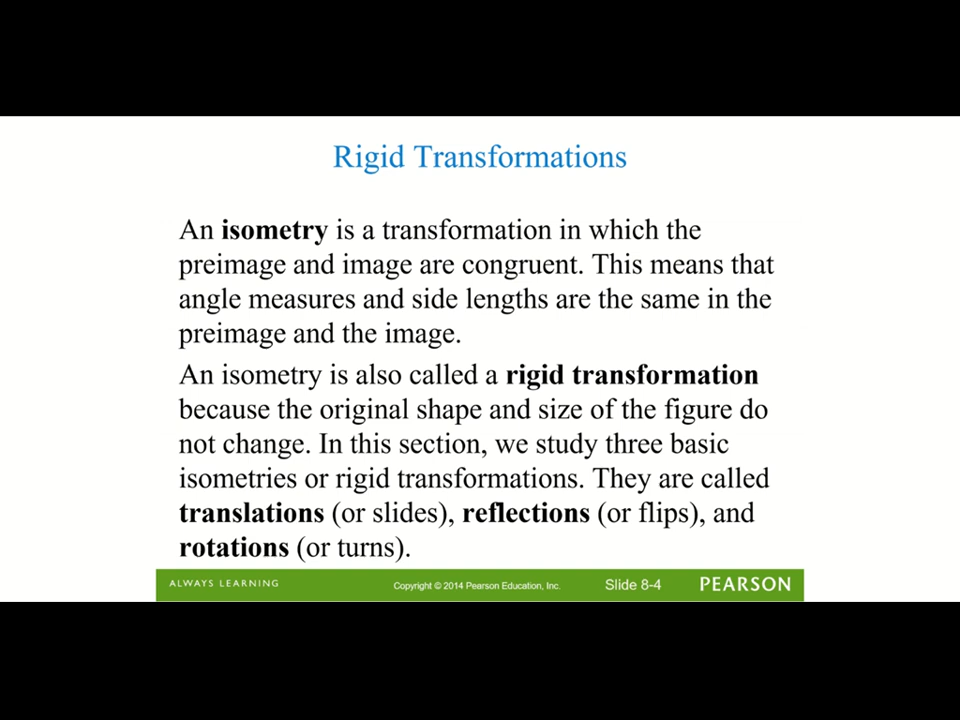 Rigid Transformations
An isometry is a transformation in which the
preimage and image are congruent. This means that
angle measures and side lengths are the same in the
preimage and the image.
An isometry is also called a rigid transformation
because the original shape and size of the figure do
not change. In this section, we study three basic
isometries or rigid transformations. They are called
translations (or slides), reflections (or flips), and
rotations (or turns).
ALWAYS LEARNING Copyright © 2014 Pearson Education, Inc. Slide 8-4 PEARSON